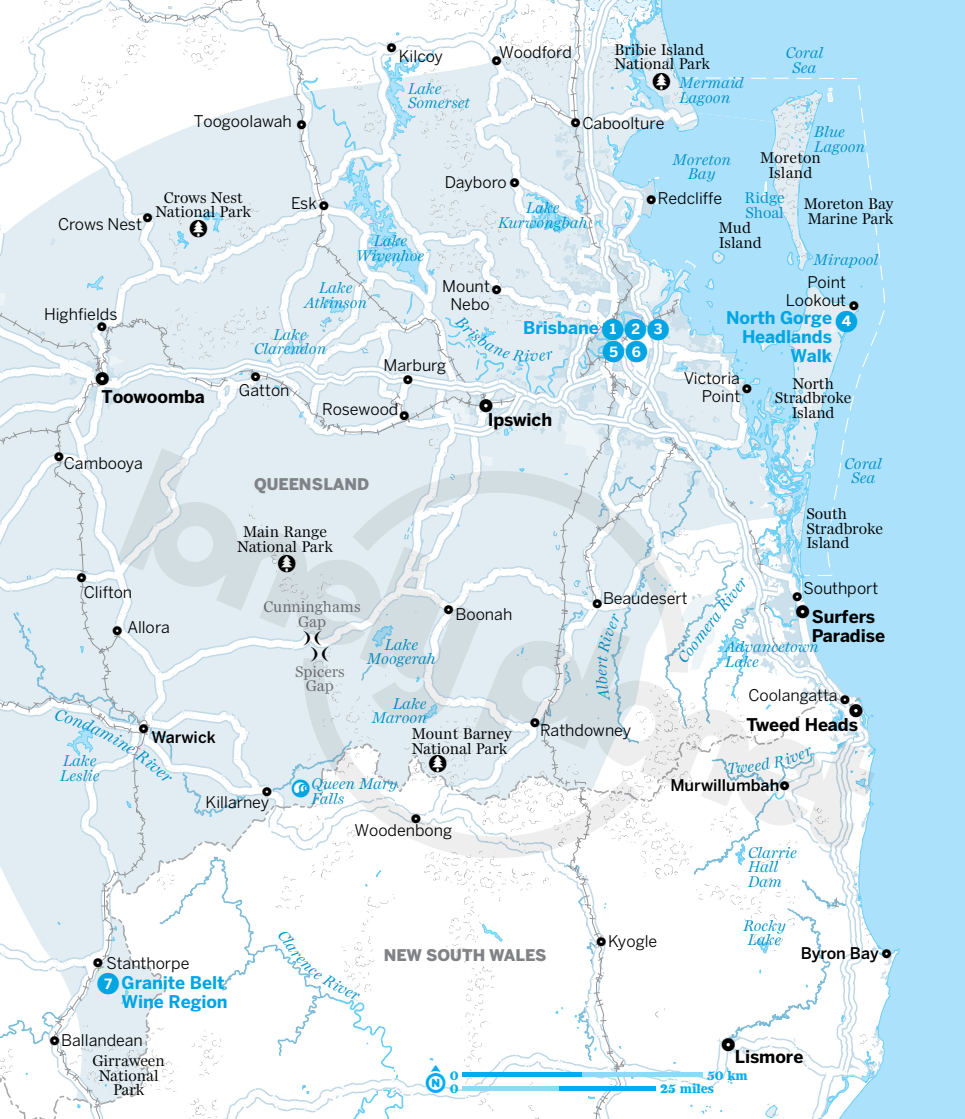 Kilcoy
Woodford
Bribie Island
National Park
Mermaid
Lagoon
Coral
Sea
Lake
Somerset
Toogoolawah
Caboolture
Blue
Lagoon
Moreton
Bay
Moreton
Island
Dayboro
Redcliffe
Crows Nest
National Park
Crows Nest
Esk
Lake
Kurwongbah
Ridge
Shoal
Moreton Bay
Marine Park
Mud
Island
Lake
Wivenhoe
Mirapool
Lake
Atkinson
Mount
Nebo
Point
Lookout
Highfields
Lake
Clarendon
Brisbane River
Brisbane 1 2 3
5 6
North Gorge 4
Headlands
Walk
Marburg
Toowoomba
Gatton
Rosewood
Ipswich
Victoria
Point
North
Stradbroke
Island
Cambooya
QUEENSLAND
Coral
Sea
Main Range
National Park
South
Stradbroke
Island
Clifton
Cunninghams
Gap
Spicers
Gap
Boonah
Beaudesert
Southport
Surfers
Paradise
Allora
Lake
Moogerah
Albert River
Coomera River
Advancetown
Lake
Lake
Maroon
Coolangatta
Tweed Heads
Condamine River
Warwick
Mount Barney
National Park
Rathdowney
Lake
Leslie
Tweed River
Murwillumbah
Killarney
Queen Mary
Falls
Woodenbong
Clarrie
Hall
Dam
Rocky
Lake
Clarence River
NEW SOUTH WALES
Kyogle
Byron Bay
Stanthorpe
7 Granite Belt
Wine Region
Ballandean
Girraween
National
Park
Lismore
N
0 50 km
0 25 miles
lonely planet